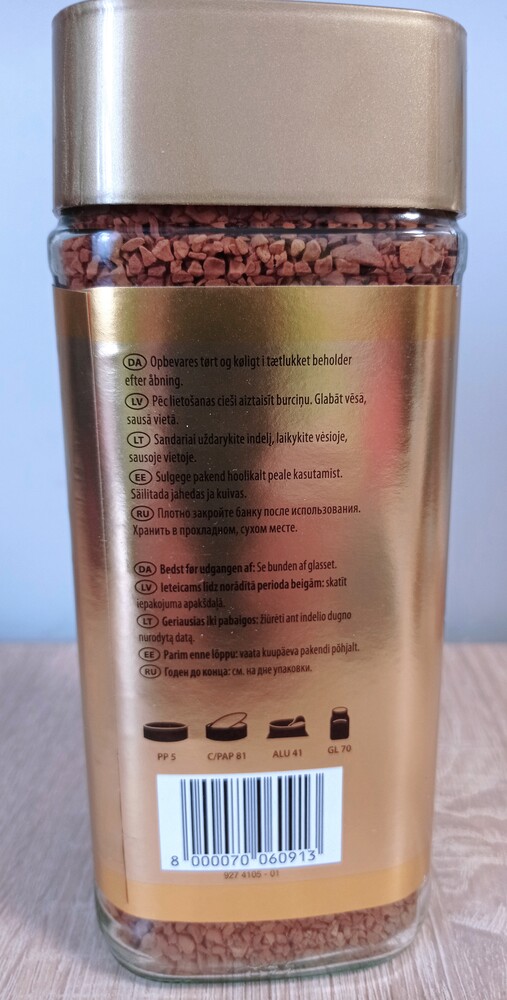 DA Opbevares tørt og køligt i tætlukket beholder
efter åbning.
LV Pēc lietošanas cieši aiztaisīt burciņu. Glabāt vēsā,
sausā vietā.
LT Sandariai uždarykite indelį, laikykite vėsioje,
sausoje vietoje.
EE Sulgege pakend hoolikalt peale kasutamist.
Säilitada jahedas ja kuivas.
RU Плотно закройте банку после использования.
Хранить в прохладном, сухом месте.
DA Bedst før udgangen af: Se bunden af glasset.
LV Ieteicams līdz norādītā perioda beigām: skatīt
iepakojuma apakšdaļā.
LT Geriausias iki pabaigos: žiūrėti ant indelio dugno
nurodytą datą.
EE Parim enne lõppu: vaata kuupäeva pakendi põhjalt.
RU Годен до конца: см. на дне упаковки.
PP 5 C/PAP 81 ALU 41 GL 70
8 000070 060913
927 4105 - 01